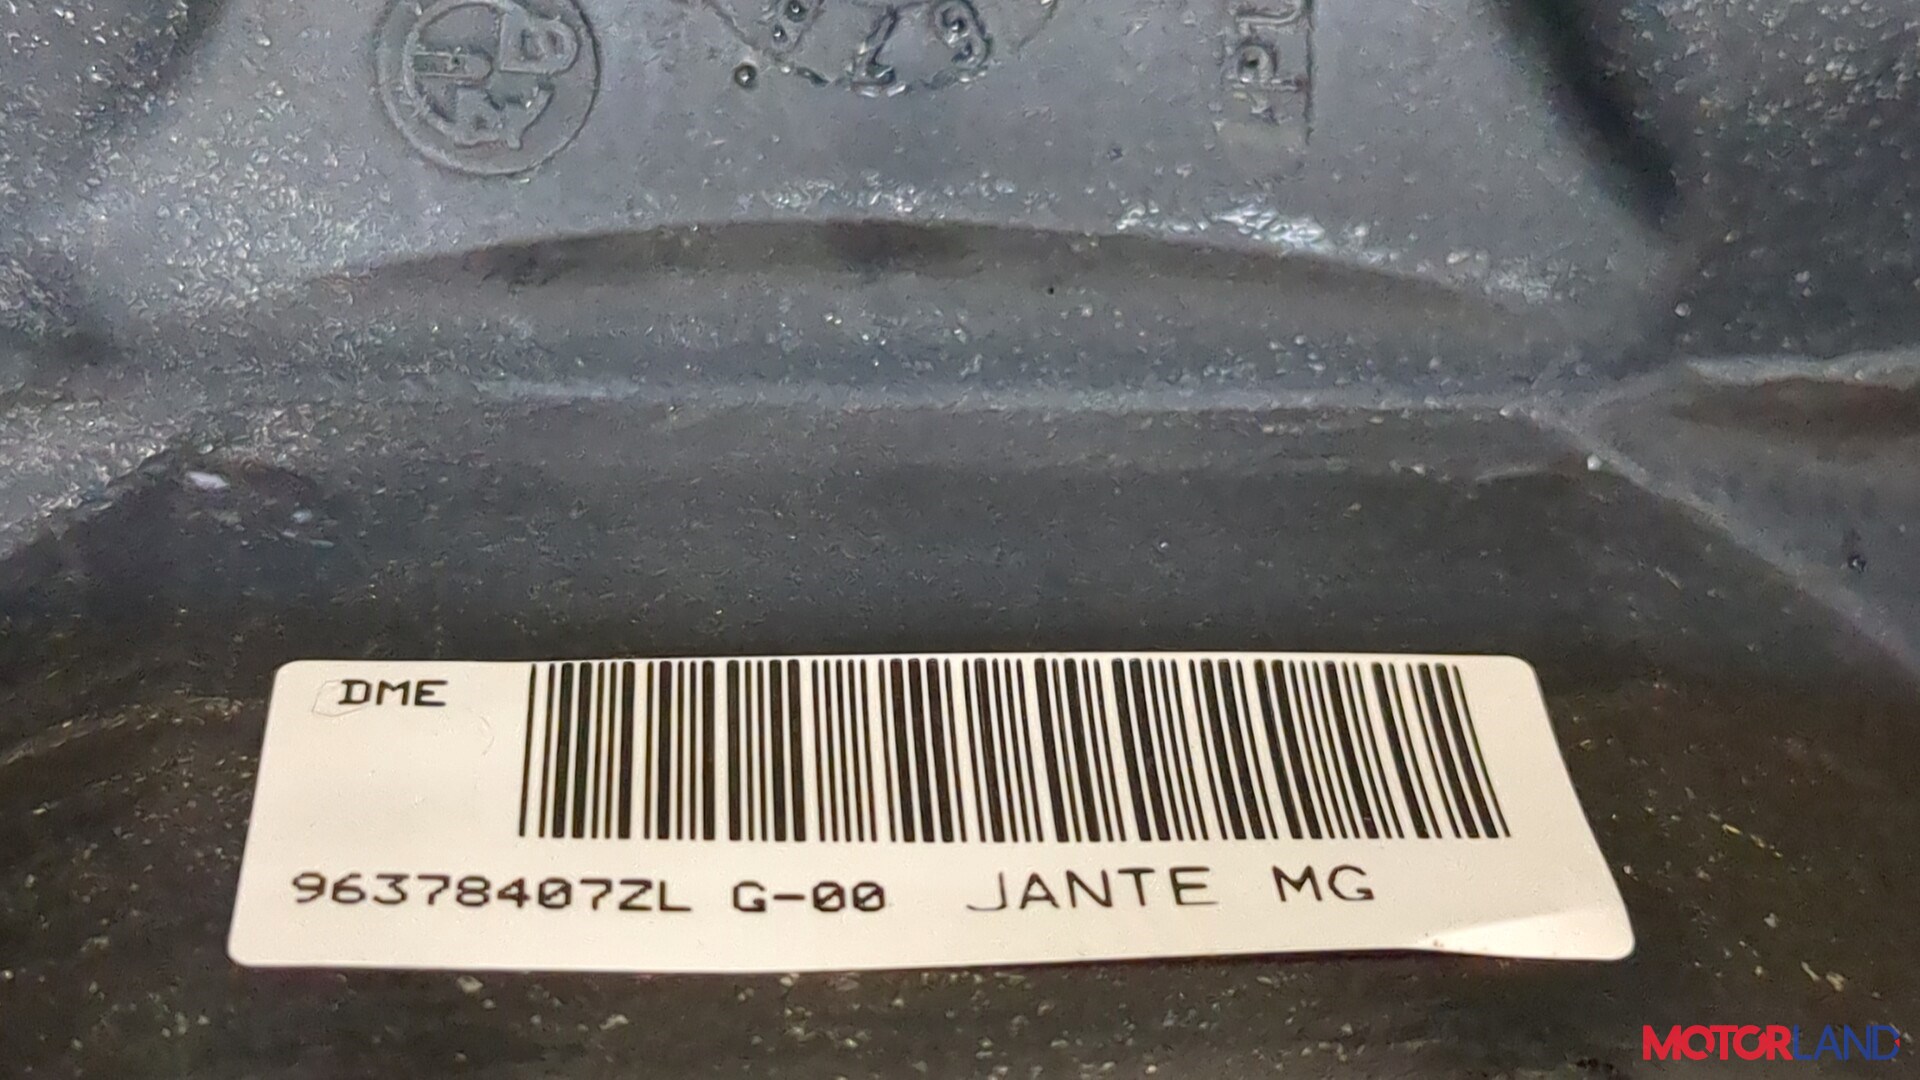 DME
96378407ZL G-00 JANTE MG
MOTORLAND